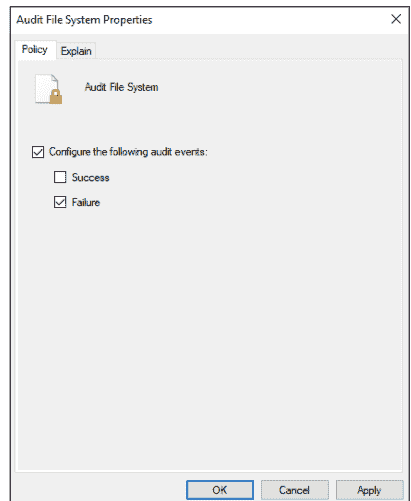 Audit File System Properties
Policy
Explain
Audit File System
Configure the following audit events:
Success
Failure
OK
Cancel
Apply